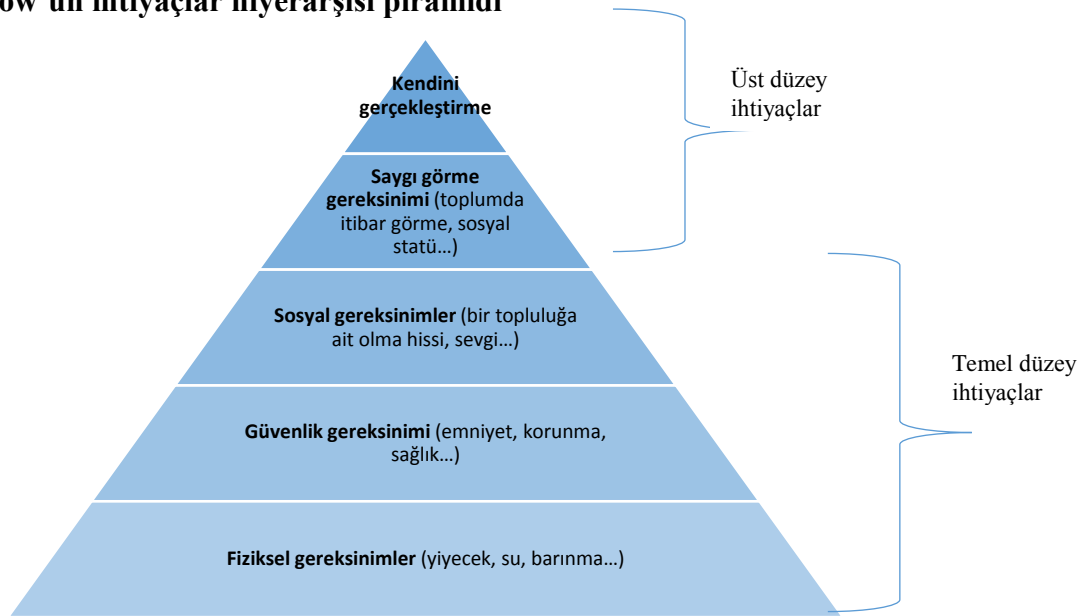 ow'un ihtiyaçlar hiyerarşisi piramidi
Kendini
gerçekleştirme
Saygı görme
gereksinimi (toplumda
itibar görme, sosyal
statü...)
Üst düzey
ihtiyaçlar
Sosyal gereksinimler (bir topluluğa
ait olma hissi, sevgi...)
Güvenlik gereksinimi (emniyet, korunma,
sağlık...)
Temel düzey
ihtiyaçlar
Fiziksel gereksinimler (yiyecek, su, barınma...)